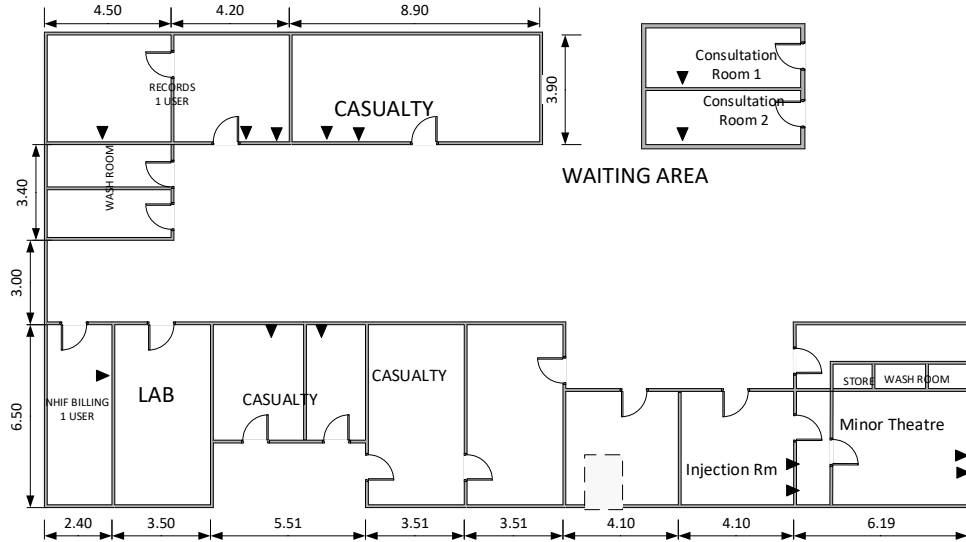 4.50
4.20
8.90
Consultation
Room 1
RECORDS
1 USER
CASUALTY
3.90
Consultation
Room 2
WASH ROOM
WAITING AREA
3.40
3.00
6.50
NHIF BILLING
1 USER
LAB
CASUALTY
CASUALTY
STORE
WASH ROOM
Minor Theatre
Injection Rm
2.40
3.50
5.51
3.51
3.51
4.10
4.10
6.19